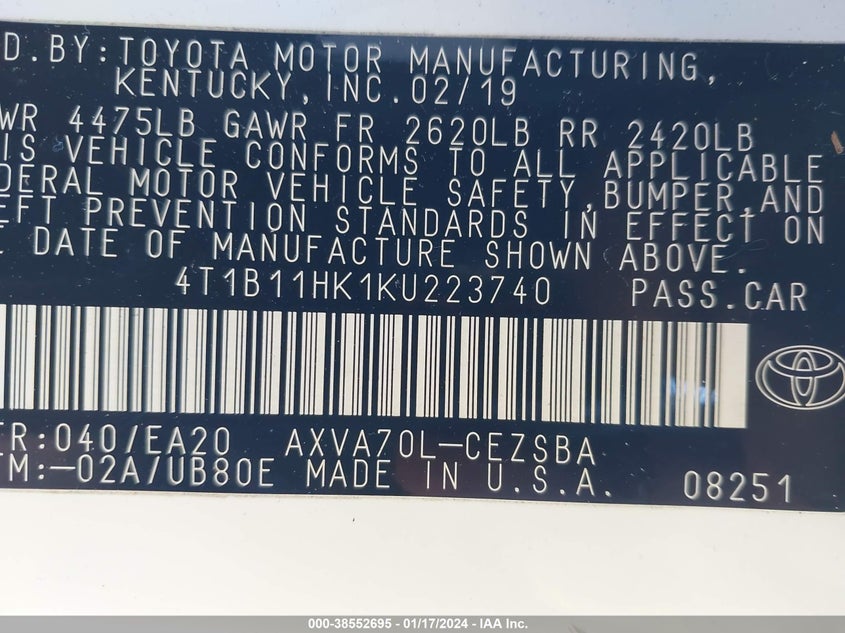 D.BY:TOYOTA MOTOR MANUFACTURING,
KENTUCKY,INC.02/19
WR 4475LB GAWR FR 2620LB RR 2420LB
IS VEHICLE CONFORMS TO ALL APPLICABLE
DERAL MOTOR VEHICLE SAFETY,BUMPER,AND
EFT PREVENTION STANDARDS IN EFFECT ON
E DATE OF MANUFACTURE SHOWN ABOVE.
4T1B11HK1KU223740 PASS.CAR
ER:040/EA20 AXVA70L-CEZSBA
TM:-02A/UB80E MADE IN U.S.A. 08251
000-38552695 - 01/17/2024 - IAA Inc.